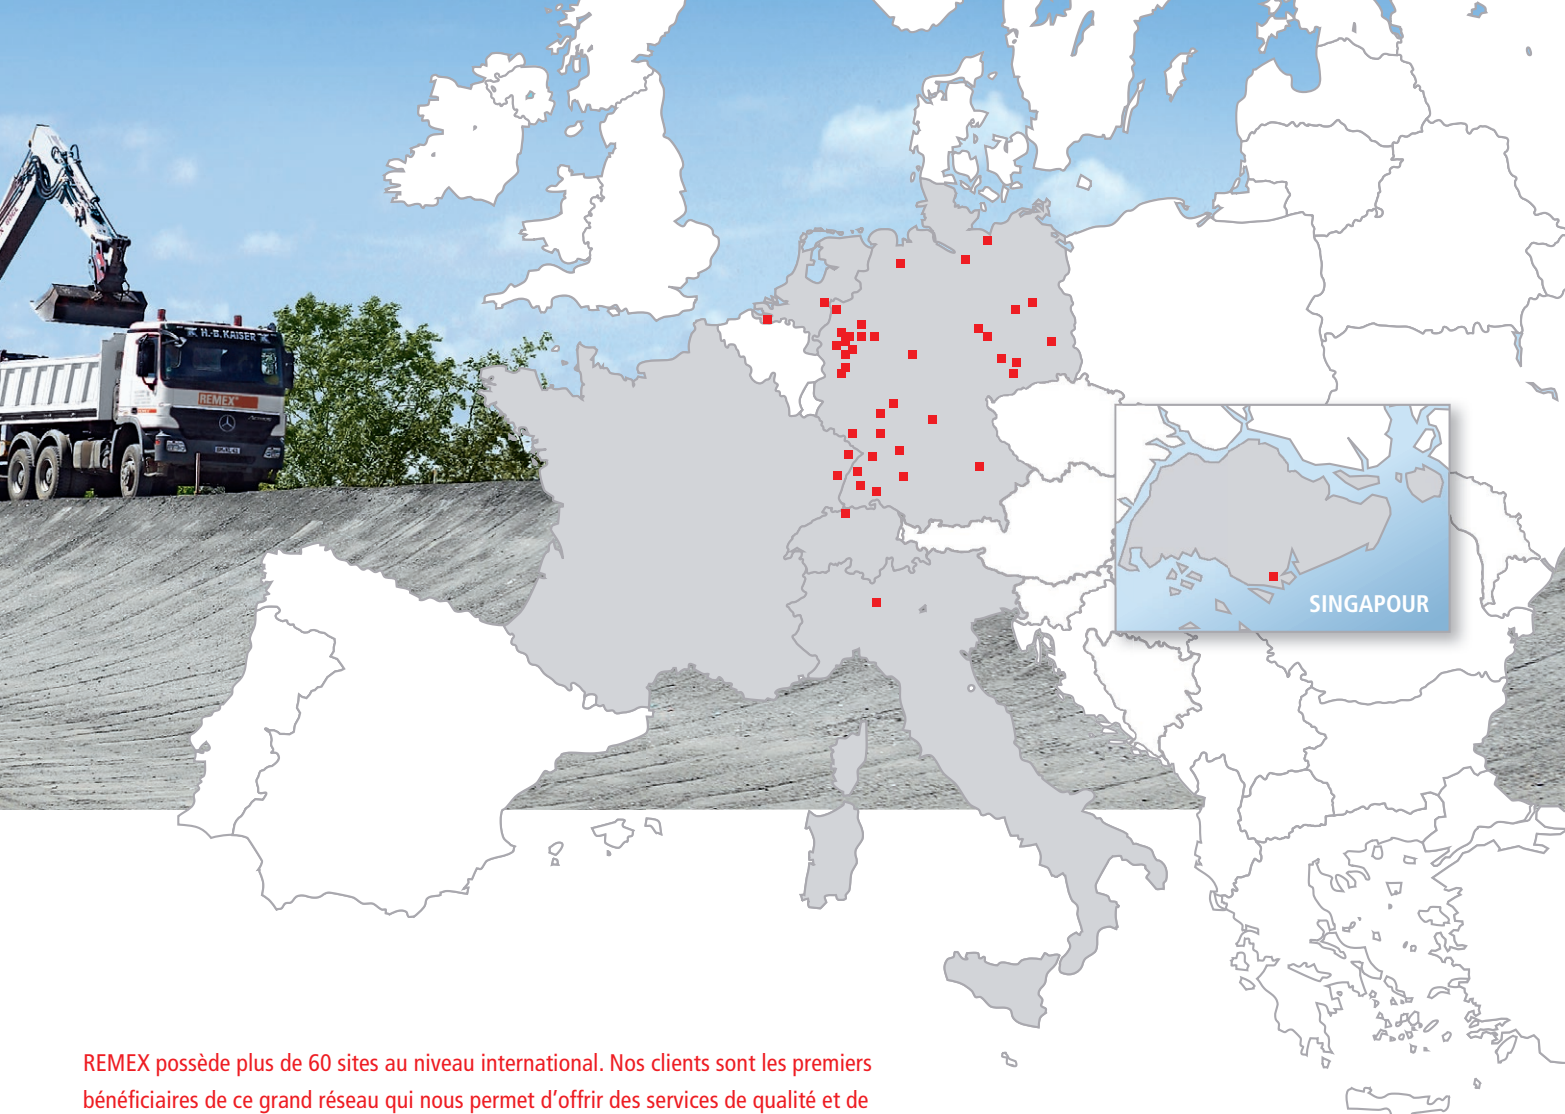 H.-B. KAISER
REMEX
SINGAPOUR
REMEX possède plus de 60 sites au niveau international. Nos clients sont les premiers
bénéficiaires de ce grand réseau qui nous permet d’offrir des services de qualité et de